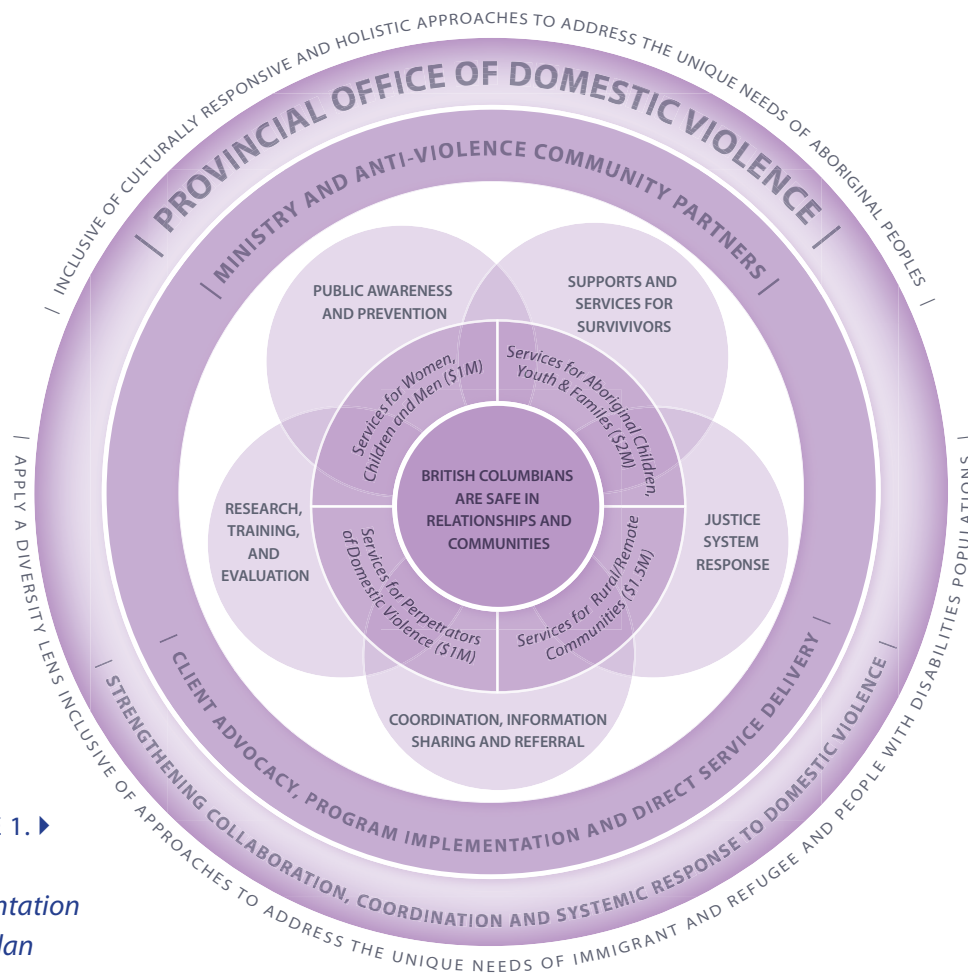 | INCLUSIVE OF CULTURALLY RESPONSIVE AND HOLISTIC APPROACHES TO ADDRESS THE UNIQUE NEEDS OF ABORIGINAL PEOPLES |
| PROVINCIAL OFFICE OF DOMESTIC VIOLENCE |
| MINISTRY AND ANTI-VIOLENCE COMMUNITY PARTNERS |
PUBLIC AWARENESS
AND PREVENTION
SUPPORTS AND
SERVICES FOR
SURVIVIVORS
Services for Women,
Children and Men ($1M)
Services for Aboriginal Children,
Youth & Familes ($2M)
BRITISH COLUMBIANS
ARE SAFE IN
RELATIONSHIPS AND
COMMUNITIES
RESEARCH,
TRAINING,
AND
EVALUATION
JUSTICE
SYSTEM
RESPONSE
Services for Perpetrators
of Domestic Violence ($1M)
Services for Rural/Remote
Communities ($1.5M)
COORDINATION, INFORMATION
SHARING AND REFERRAL
| CLIENT ADVOCACY, PROGRAM IMPLEMENTATION AND DIRECT SERVICE DELIVERY |
| STRENGTHENING COLLABORATION, COORDINATION AND SYSTEMIC RESPONSE TO DOMESTIC VIOLENCE |
| APPLY A DIVERSITY LENS INCLUSIVE OF APPROACHES TO ADDRESS THE UNIQUE NEEDS OF IMMIGRANT AND REFUGEE AND PEOPLE WITH DISABILITIES POPULATIONS |
1.